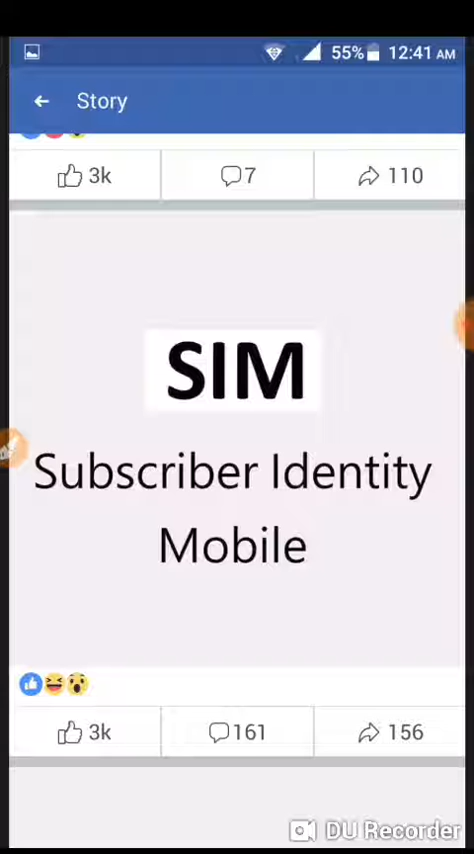 55% 12:41 AM
Story
3k 7 110
SIM
Subscriber Identity
Mobile
3k 161 156
DU Recorder